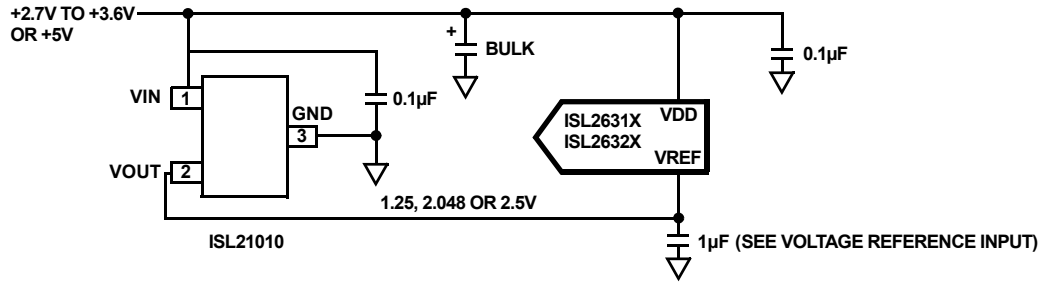 +2.7V TO +3.6V
OR +5V
+
BULK
0.1µF
VIN
1
0.1µF
GND
3
ISL2631X
ISL2632X
VDD
VREF
VOUT
2
1.25, 2.048 OR 2.5V
ISL21010
1µF (SEE VOLTAGE REFERENCE INPUT)